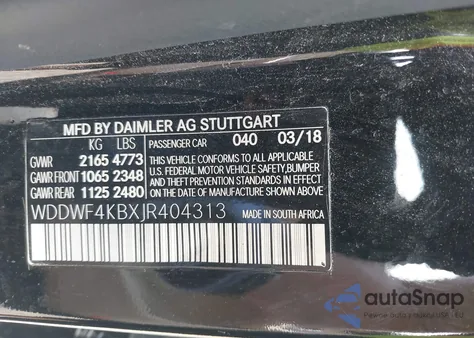 MFD BY DAIMLER AG STUTTGART
KG LBS PASSENGER CAR 040 03/18
GVWR 2165 4773 THIS VEHICLE CONFORMS TO ALL APPLICABLE
GAWR FRONT 1065 2348 U.S. FEDERAL MOTOR VEHICLE SAFETY, BUMPER
GAWR REAR 1125 2480 AND THEFT PREVENTION STANDARDS IN EFFECT
ON THE DATE OF MANUFACTURE SHOWN ABOVE.
WDDWF4KBXJR404313 MADE IN SOUTH AFRICA
autaSnap